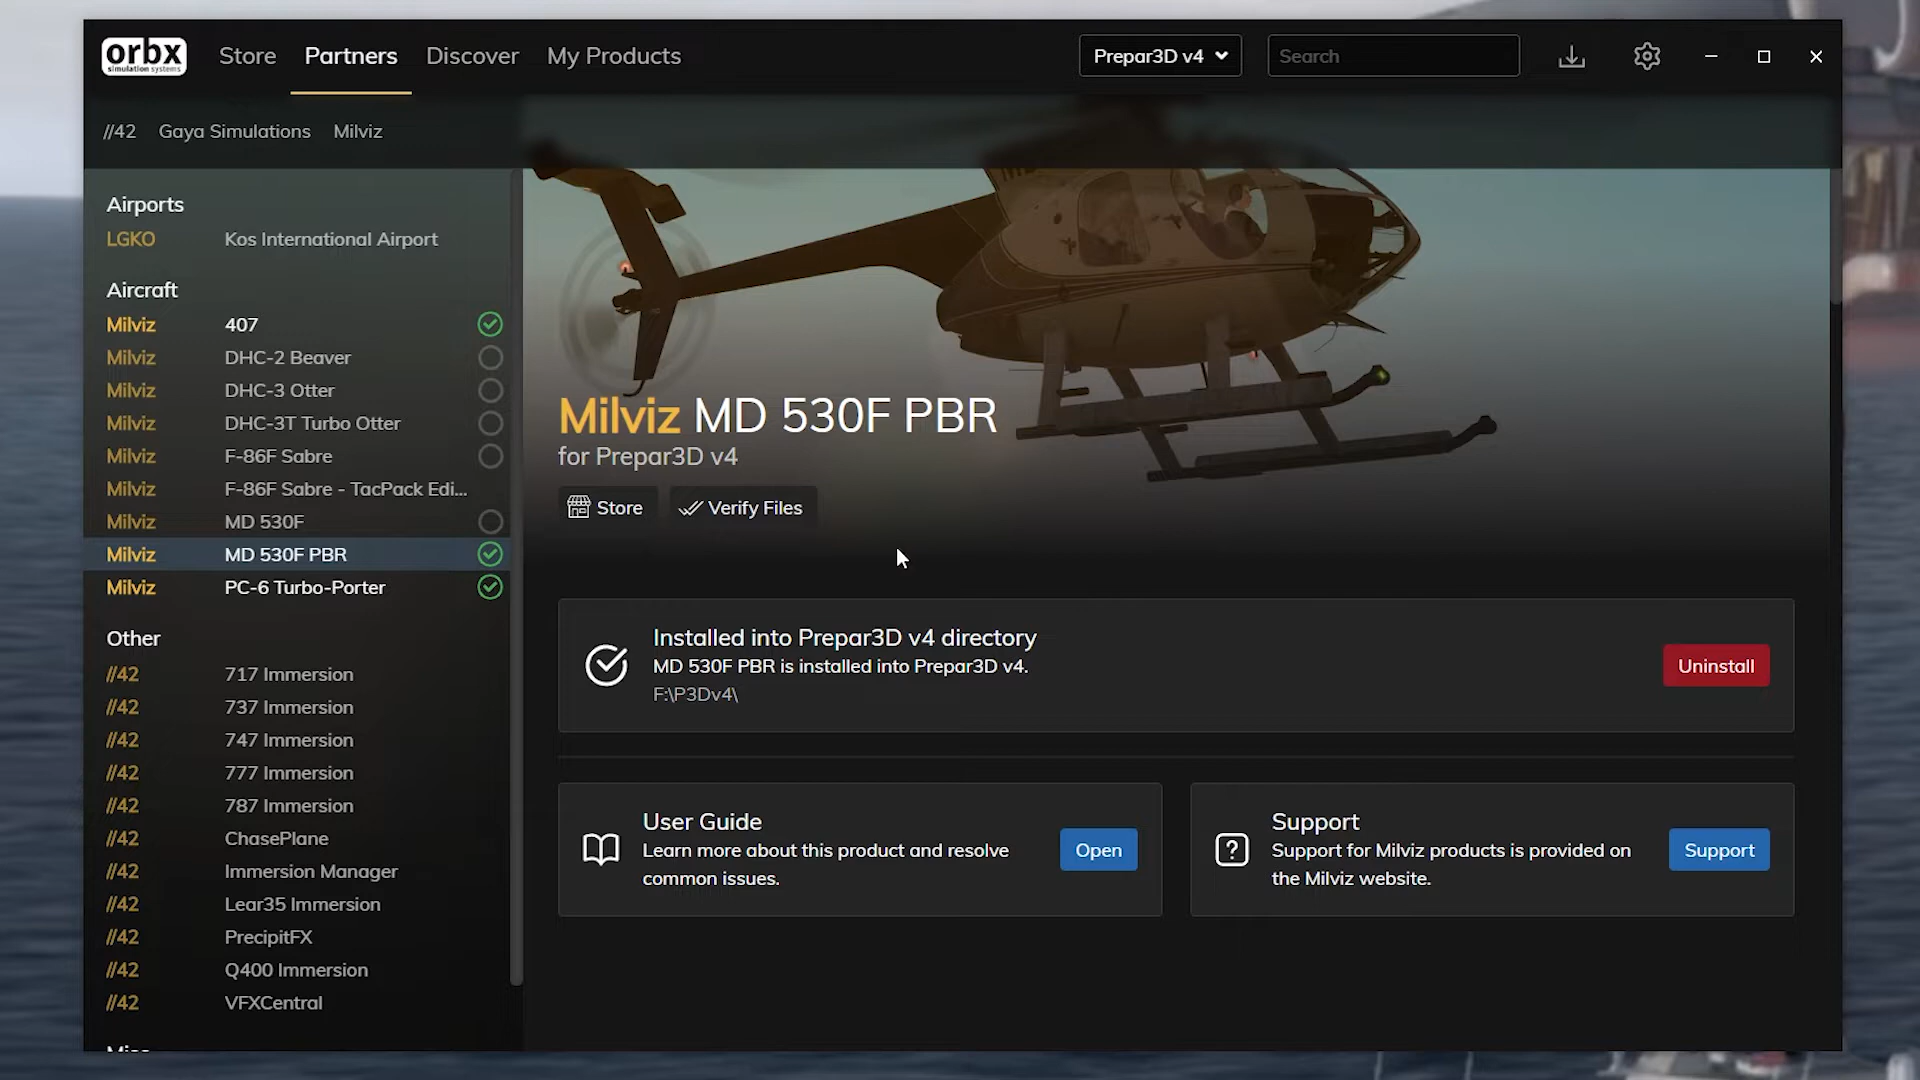 orbx
simulation systems
Store Partners Discover My Products
Prepar3D v4
Search
//42 Gaya Simulations Milviz
Airports
LGKO Kos International Airport
Aircraft
Milviz 407
Milviz DHC-2 Beaver
Milviz DHC-3 Otter
Milviz DHC-3T Turbo Otter
Milviz F-86F Sabre
Milviz F-86F Sabre - TacPack Edi...
Milviz MD 530F
Milviz MD 530F PBR
Milviz PC-6 Turbo-Porter
Other
//42 717 Immersion
//42 737 Immersion
//42 747 Immersion
//42 777 Immersion
//42 787 Immersion
//42 ChasePlane
//42 Immersion Manager
//42 Lear35 Immersion
//42 PrecipitFX
//42 Q400 Immersion
//42 VFXCentral
Milviz MD 530F PBR
for Prepar3D v4
Store Verify Files
Installed into Prepar3D v4 directory
MD 530F PBR is installed into Prepar3D v4.
F:\P3Dv4\
Uninstall
User Guide
Learn more about this product and resolve
common issues.
Open
Support
Support for Milviz products is provided on
the Milviz website.
Support